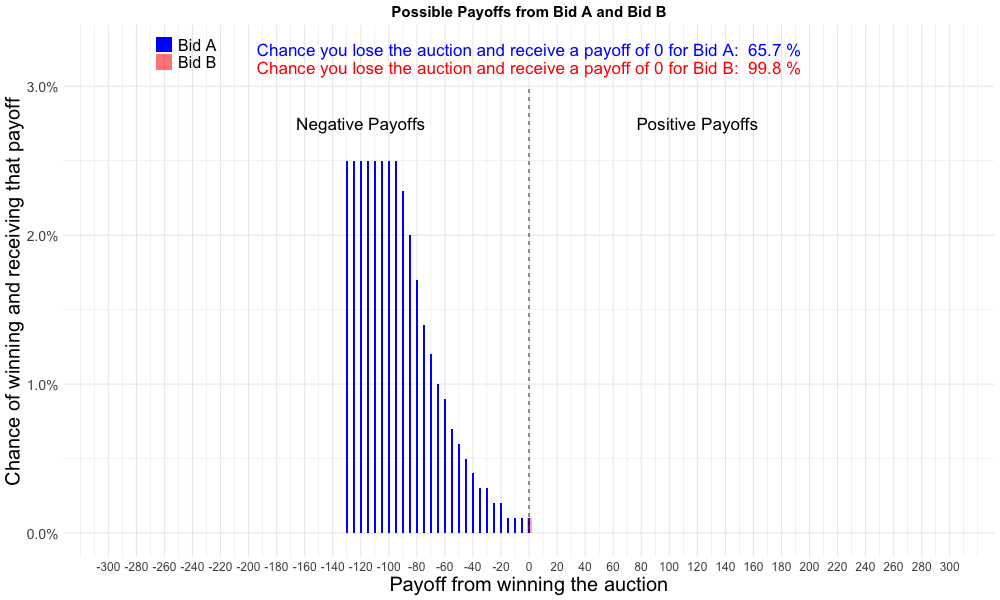 Possible Payoffs from Bid A and Bid B
Bid A
Bid B
Chance you lose the auction and receive a payoff of 0 for Bid A:  65.7 %
Chance you lose the auction and receive a payoff of 0 for Bid B:  99.8 %
Negative Payoffs
Positive Payoffs
Chance of winning and receiving that payoff
3.0%
2.0%
1.0%
0.0%
-300 -280 -260 -240 -220 -200 -180 -160 -140 -120 -100 -80 -60 -40 -20 0 20 40 60 80 100 120 140 160 180 200 220 240 260 280 300
Payoff from winning the auction